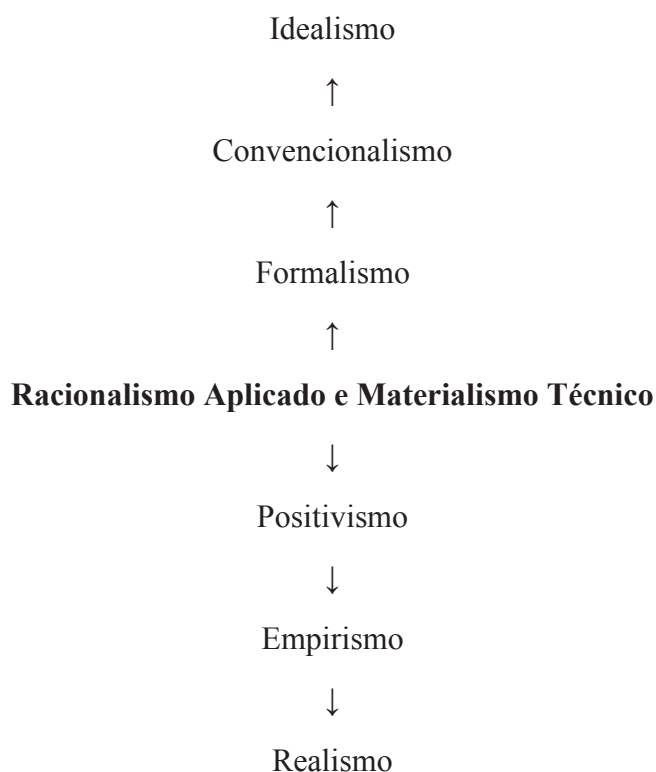 Idealismo
↑
Convencionalismo
↑
Formalismo
↑
Racionalismo Aplicado e Materialismo Técnico
↓
Positivismo
↓
Empirismo
↓
Realismo